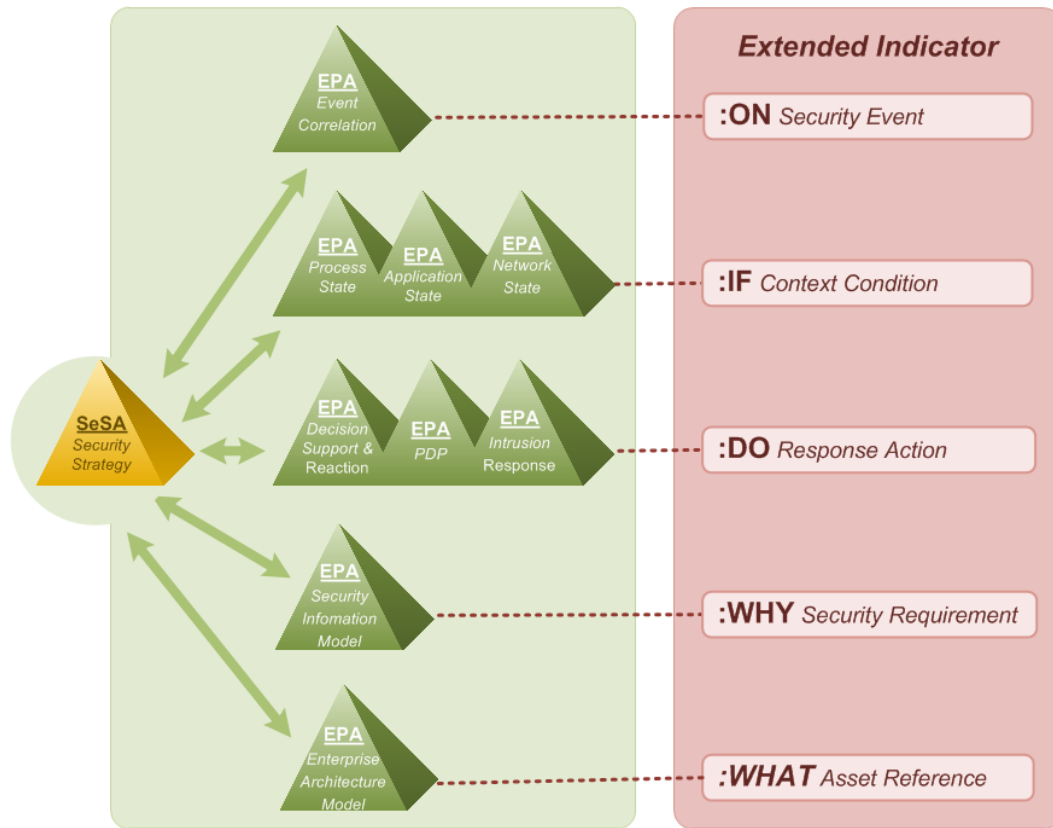 Extended Indicator
EPA
Event
Correlation
:ON Security Event
EPA
Process
State
EPA
Application
State
EPA
Network
State
:IF Context Condition
SeSA
Security
Strategy
EPA
Decision
Support &
Reaction
EPA
PDP
EPA
Intrusion
Response
:DO Response Action
EPA
Security
Infomation
Model
:WHY Security Requirement
EPA
Enterprise
Architecture
Model
:WHAT Asset Reference